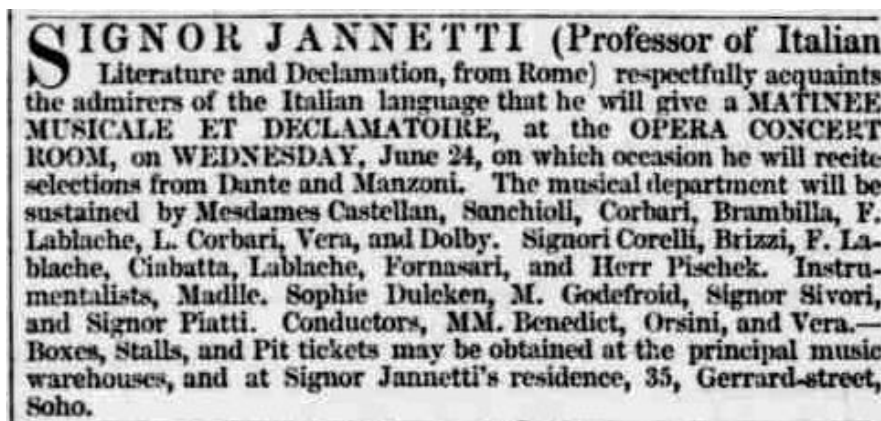 SIGNOR JANNETTI (Professor of Italian
Literature and Declamation, from Rome) respectfully acquaints
the admirers of the Italian language that he will give a MATINEE
MUSICALE ET DECLAMATOIRE, at the OPERA CONCERT
ROOM, on WEDNESDAY, June 24, on which occasion he will recite
selections from Dante and Manzoni. The musical department will be
sustained by Mesdames Castellan, Sanchioli, Corbari, Brambilla, F.
Lablache, L. Corbari, Vera, and Dolby. Signori Corelli, Brizzi, F. La-
blache, Ciabatta, Lablache, Fornasari, and Herr Pischek. Instru-
mentalists, Madlle. Sophie Dulcken, M. Godefroid, Signor Sivori,
and Signor Piatti. Conductors, MM. Benedict, Orsini, and Vera.—
Boxes, Stalls, and Pit tickets may be obtained at the principal music
warehouses, and at Signor Jannetti's residence, 35, Gerrard-street,
Soho.